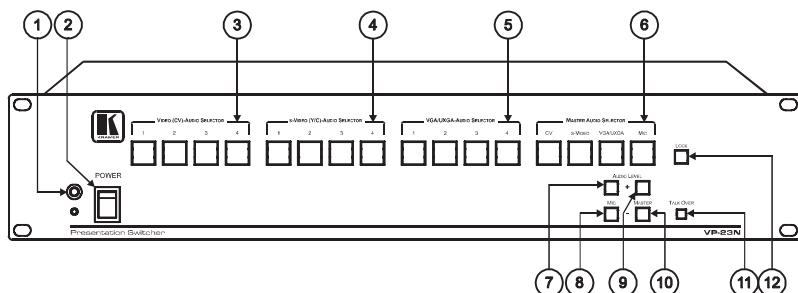 1 2 3 4 5 6
VIDEO (CV)-AUDIO SELECTOR s-VIDEO (Y/C)-AUDIO SELECTOR VGA/UXGA-AUDIO SELECTOR MASTER AUDIO SELECTOR
1 2 3 4 1 2 3 4 1 2 3 4 CV s-VIDEO VGA/UXGA MIC
K
KRAMER
LOCK
POWER
AUDIO LEVEL
+
MIC - MASTER TALK OVER
Presentation Switcher VP-23N
7 8 9 10 11 12